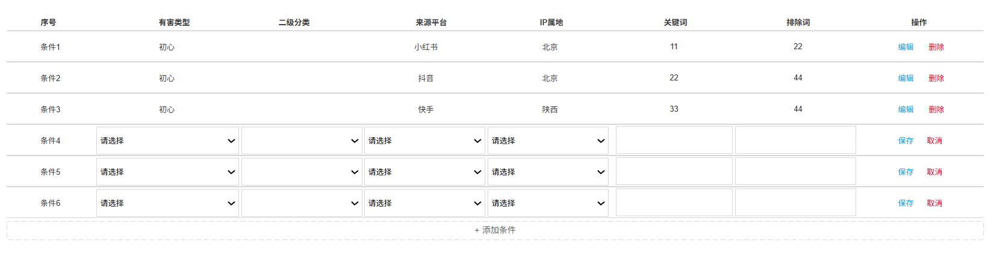 序号 有害类型 二级分类 来源平台 IP属地 关键词 排除词 操作
条件1 初心 小红书 北京 11 22 编辑 删除
条件2 初心 抖音 北京 22 44 编辑 删除
条件3 初心 快手 陕西 33 44 编辑 删除
条件4 请选择 请选择 请选择 保存 取消
条件5 请选择 请选择 请选择 保存 取消
条件6 请选择 请选择 请选择 保存 取消
+ 添加条件